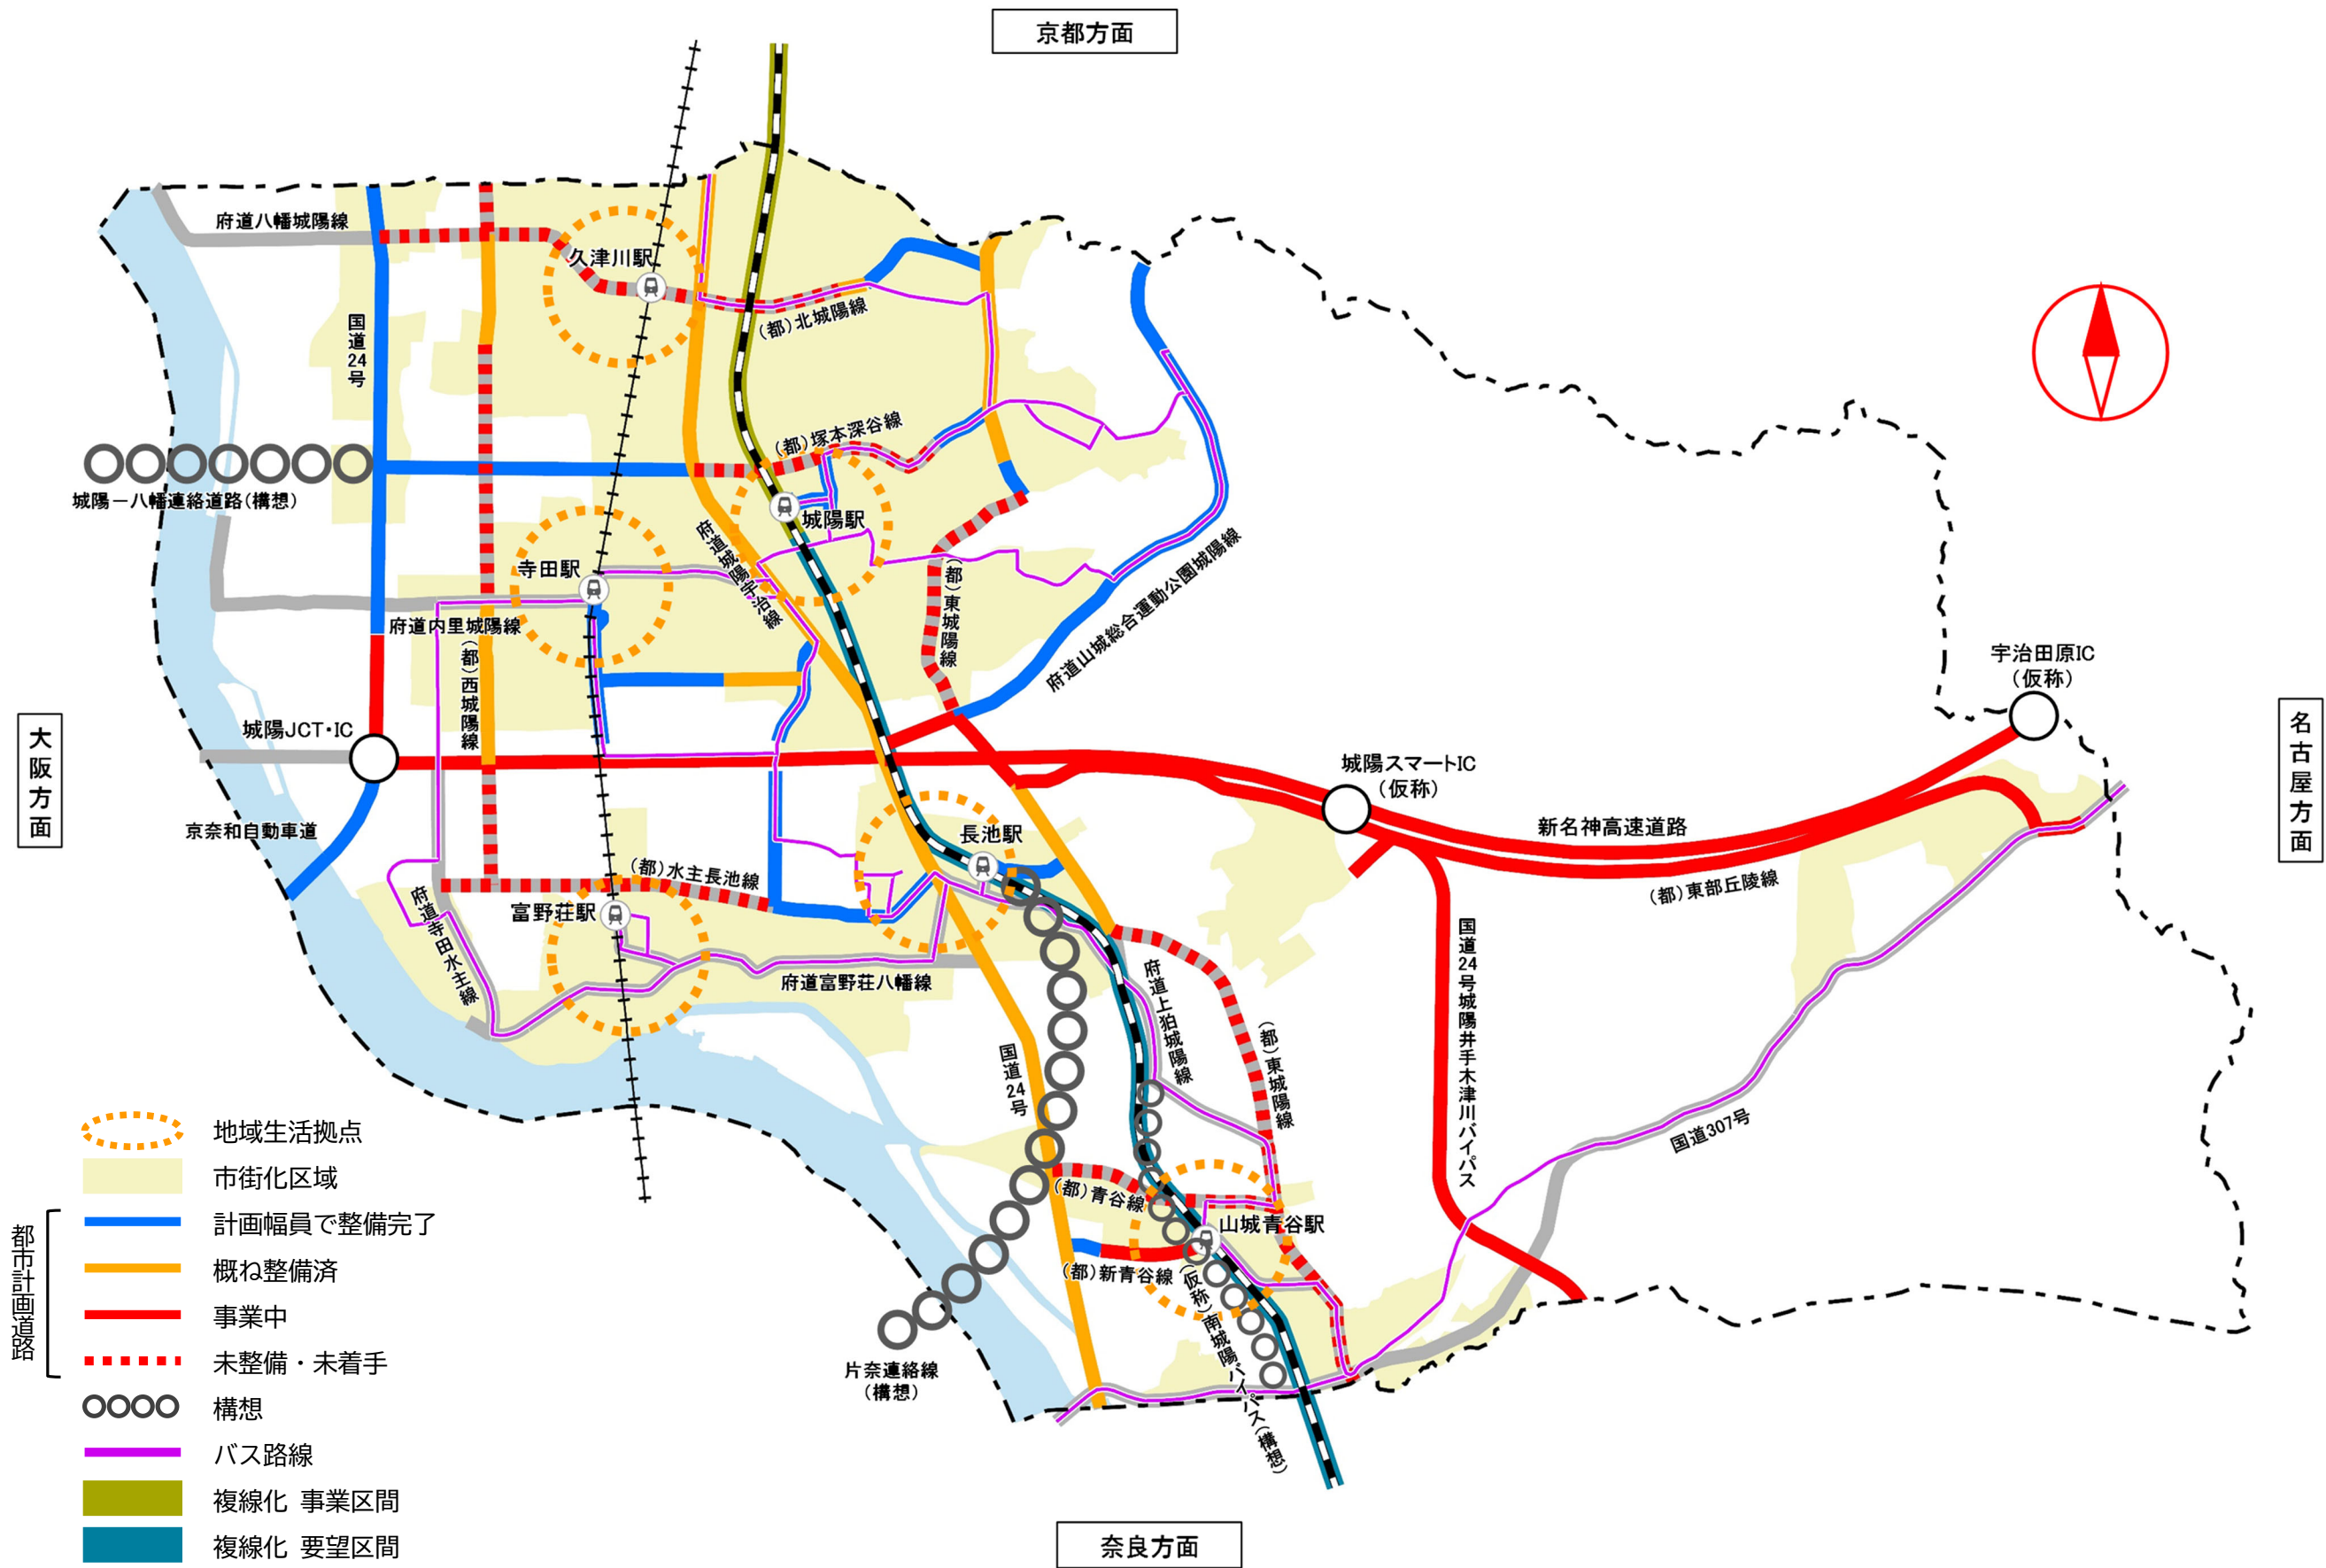 京都方面
府道八幡城陽線
久津川駅
国道24号
(都)北城陽線
(都)塚本深谷線
城陽－八幡連絡道路(構想)
城陽駅
寺田駅
府道城陽宇治線
(都)東城陽線
府道山城総合運動公園城陽線
府道内里城陽線
(都)西城陽線
宇治田原IC
(仮称)
大阪方面
名古屋方面
城陽JCT・IC
城陽スマートIC
(仮称)
京奈和自動車道
長池駅
新名神高速道路
(都)水主長池線
(都)東部丘陵線
富野荘駅
府道寺田水主線
府道富野荘八幡線
府道上狛城陽線
国道24号城陽井手木津川バイパス
国道24号
(都)東城陽線
国道307号
(都)青谷線
山城青谷駅
(都)新青谷線
(仮称)南城陽バイパス(構想)
片奈連絡線
(構想)
地域生活拠点
市街化区域
都市計画道路
計画幅員で整備完了
概ね整備済
事業中
未整備・未着手
構想
バス路線
複線化 事業区間
複線化 要望区間
奈良方面